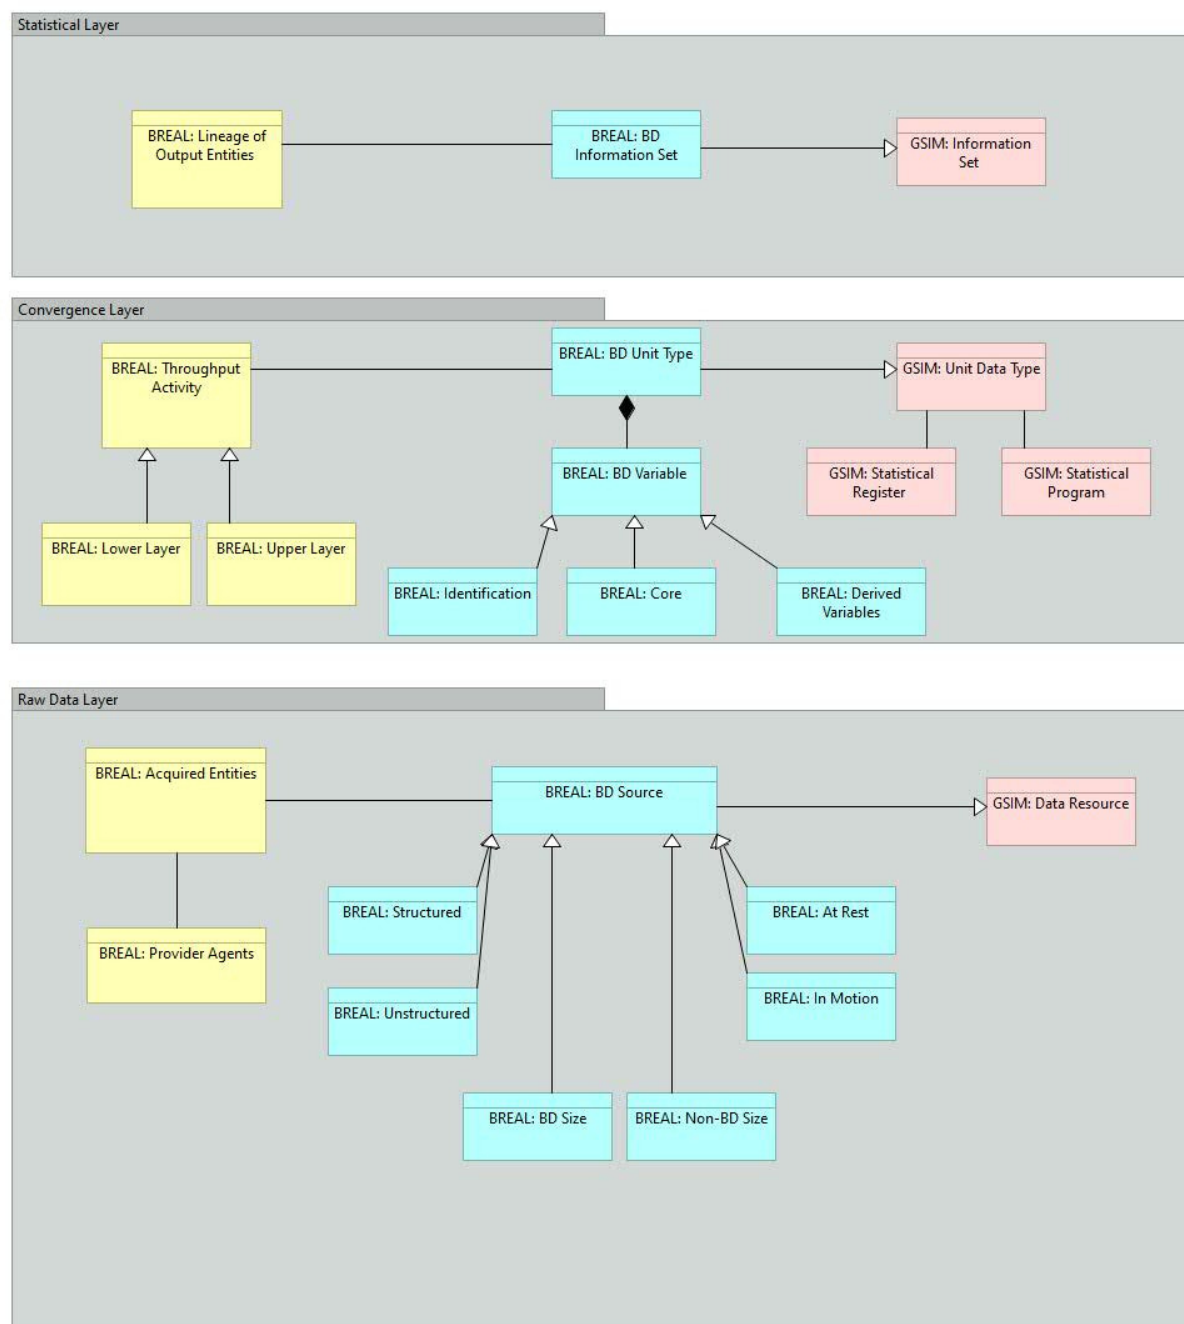 Statistical Layer
BREAL: Lineage of
Output Entities
BREAL: BD
Information Set
GSIM: Information
Set
Convergence Layer
BREAL: Throughput
Activity
BREAL: BD Unit Type
GSIM: Unit Data Type
BREAL: BD Variable
GSIM: Statistical
Register
GSIM: Statistical
Program
BREAL: Lower Layer
BREAL: Upper Layer
BREAL: Identification
BREAL: Core
BREAL: Derived
Variables
Raw Data Layer
BREAL: Acquired Entities
BREAL: BD Source
GSIM: Data Resource
BREAL: Structured
BREAL: At Rest
BREAL: Provider Agents
BREAL: Unstructured
BREAL: In Motion
BREAL: BD Size
BREAL: Non-BD Size